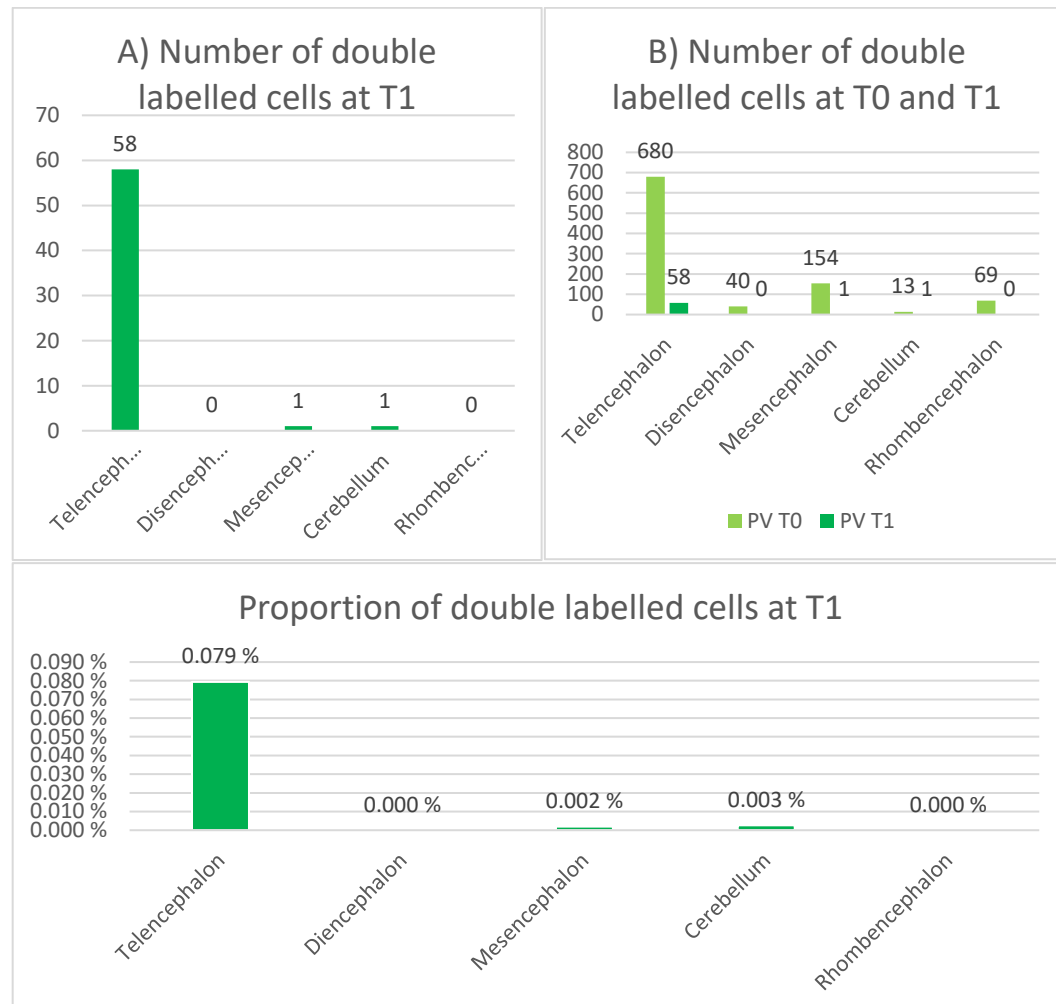 A) Number of double
labelled cells at T1
70
60
50
40
30
20
10
0
58
0
1
1
0
Telenceph...
Disenceph...
Mesencep...
Cerebellum
Rhombenc...
B) Number of double
labelled cells at T0 and T1
800
700
600
500
400
300
200
100
0
680
58
40
0
154
1
13
1
69
0
Telencephalon
Disencephalon
Mesencephalon
Cerebellum
Rhombencephalon
PV T0 PV T1
Proportion of double labelled cells at T1
0.090 %
0.080 %
0.070 %
0.060 %
0.050 %
0.040 %
0.030 %
0.020 %
0.010 %
0.000 %
0.079 %
0.000 %
0.002 %
0.003 %
0.000 %
Telencephalon
Diencephalon
Mesencephalon
Cerebellum
Rhombencephalon